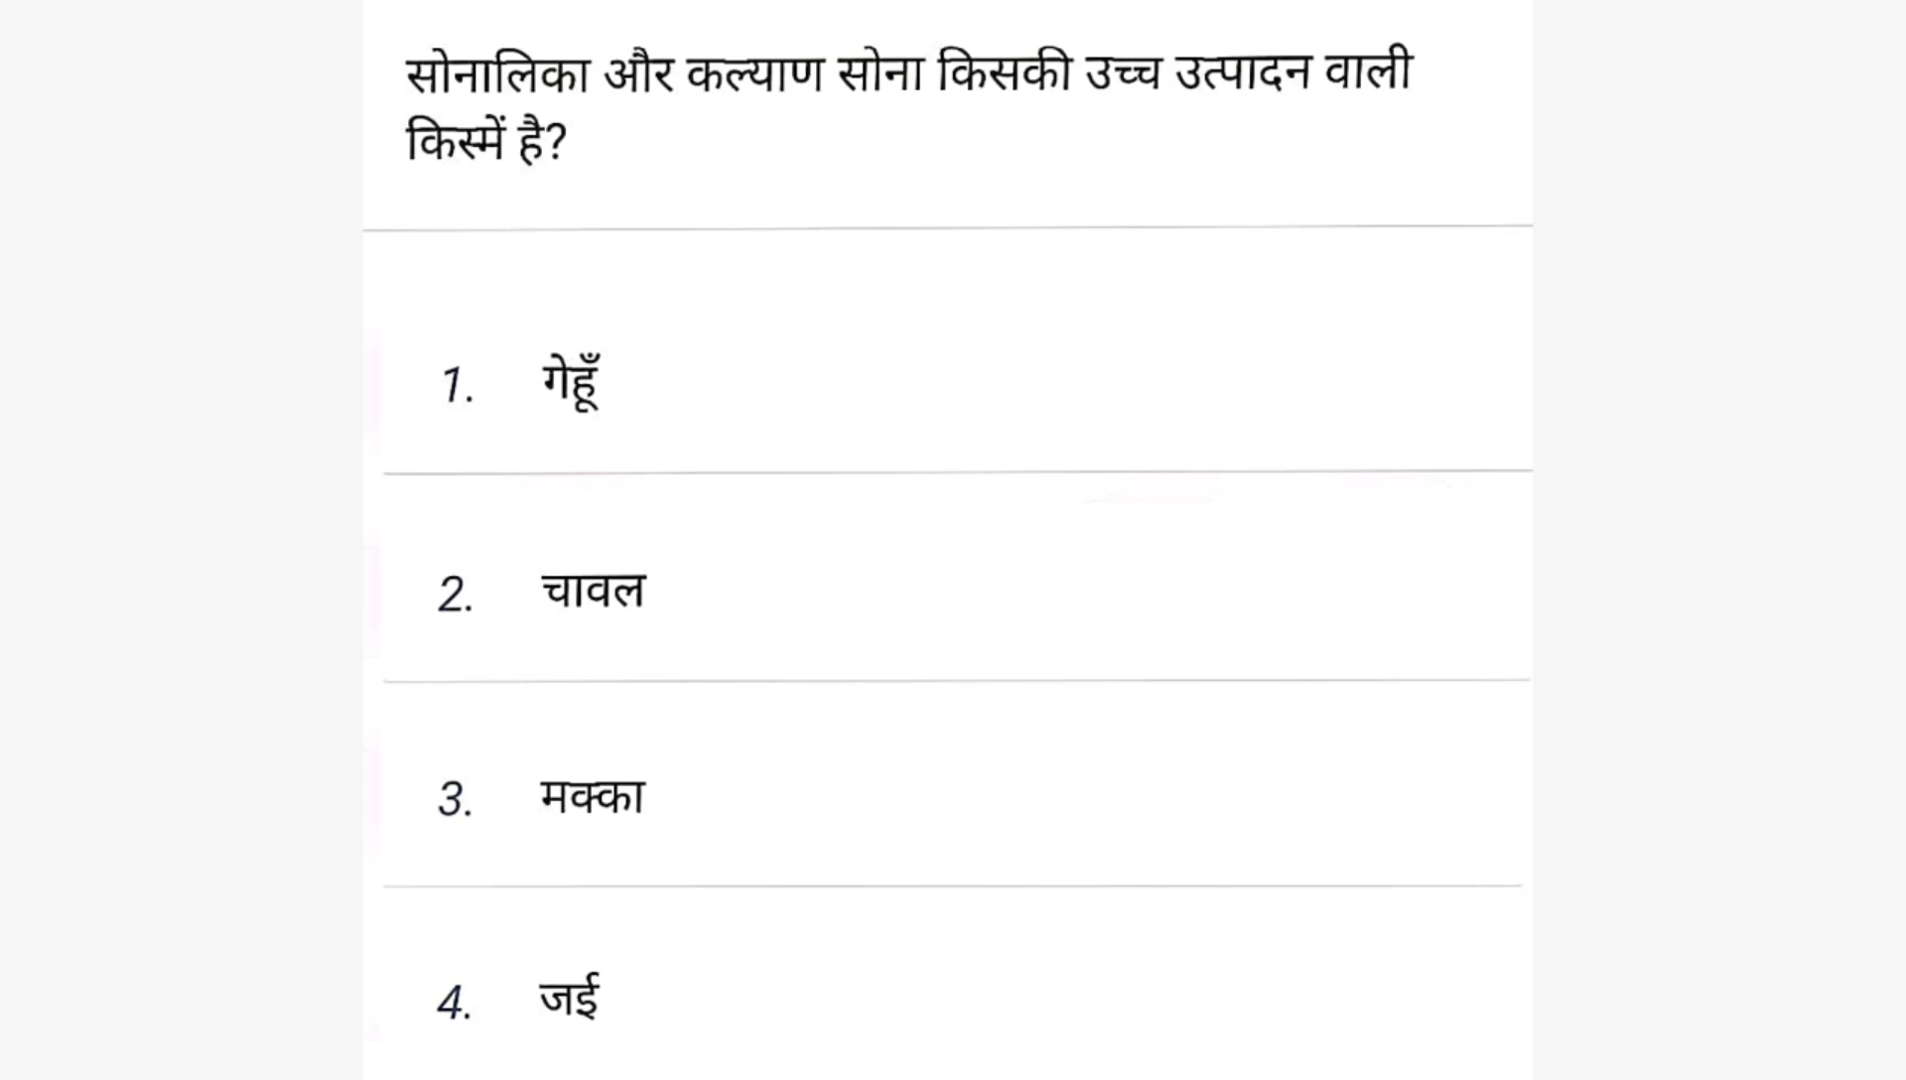 सोनालिका और कल्याण सोना किसकी उच्च उत्पादन वाली
किस्में है?
1. गेहूँ
2. चावल
3. मक्का
4. जई